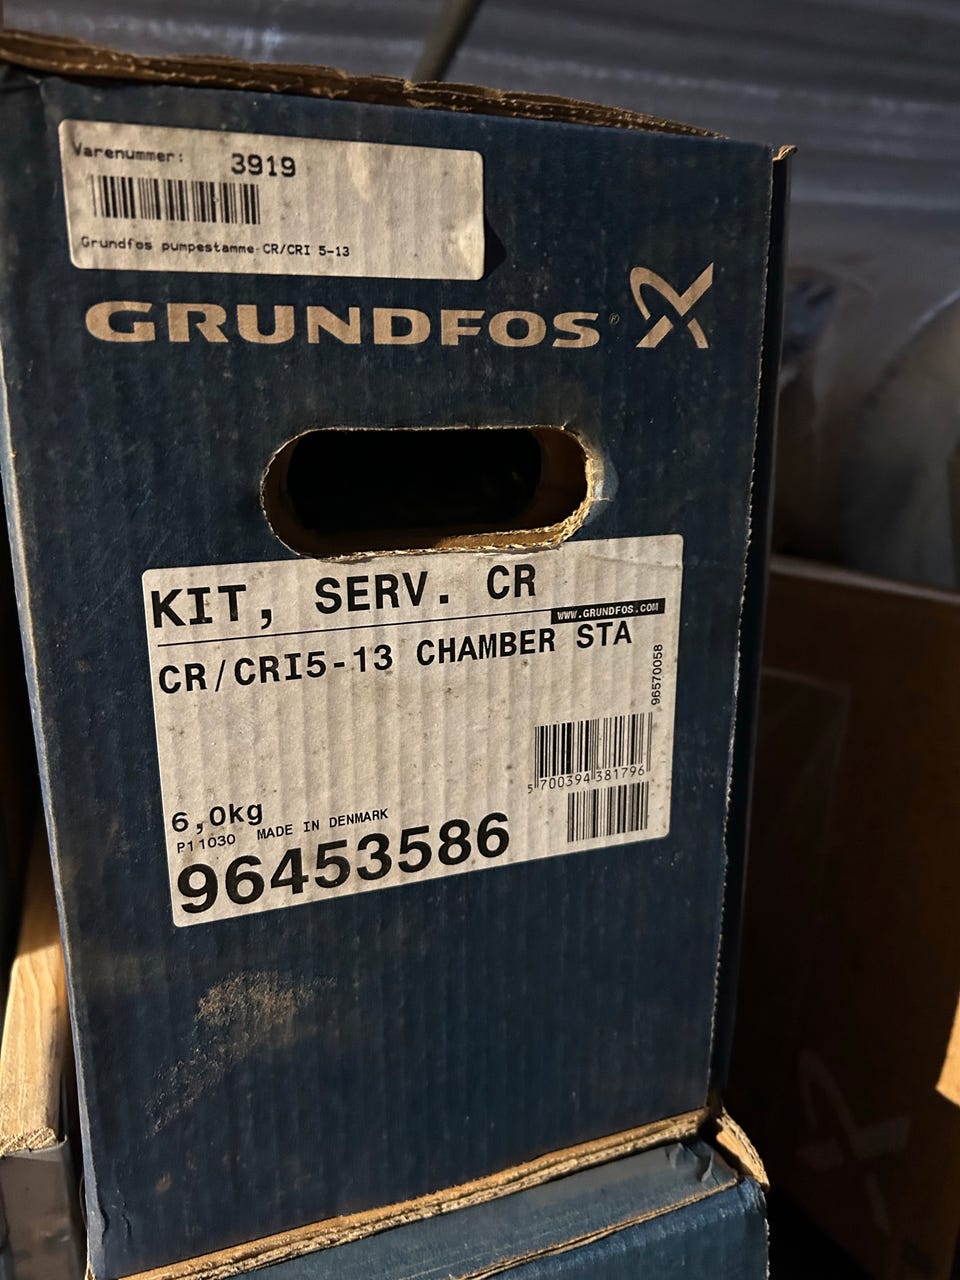 Varenummer: 3919
Grundfos pumpestamme CR/CRI 5-13
GRUNDFOS®
KIT, SERV. CR
WWW.GRUNDFOS.COM
CR/CRI5-13 CHAMBER STA
96570058
5 700394 381796
6,0kg
P11030 MADE IN DENMARK
96453586